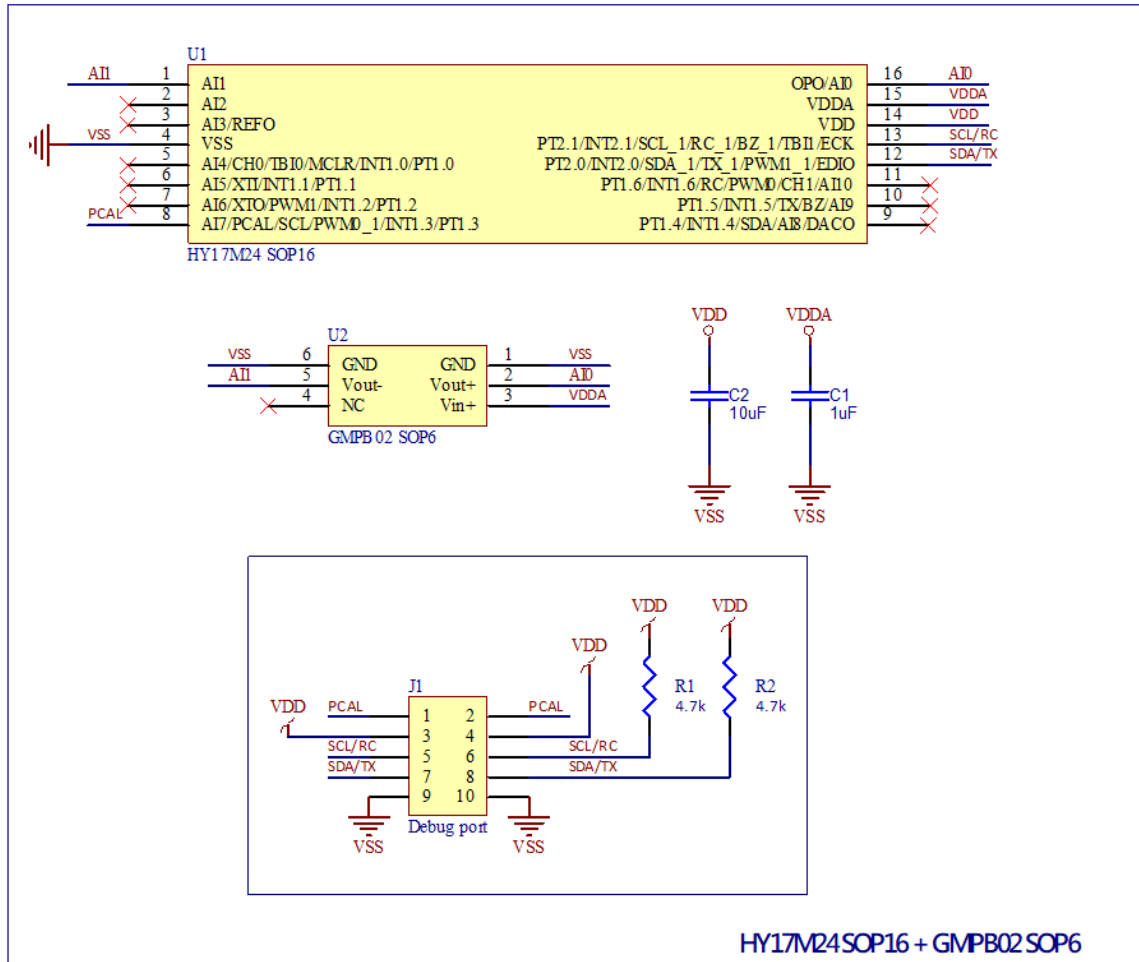 U1
AI1 1 AI1 OPO/AI0 16 AI0
2 AI2 VDDA 15 VDDA
3 AI3/REFO VDD 14 VDD
VSS 4 VSS PT2.1/INT2.1/SCL_1/RC_1/BZ_1/TBI1/ECK 13 SCL/RC
5 AI4/CH0/TBI0/MCLR/INT1.0/PT1.0 PT2.0/INT2.0/SDA_1/TX_1/PWM1_1/EDIO 12 SDA/TX
6 AI5/XTI/INT1.1/PT1.1 PT1.6/INT1.6/RC/PWM0/CH1/AI10 11
7 AI6/XTO/PWM1/INT1.2/PT1.2 PT1.5/INT1.5/TX/BZ/AI9 10
PCAL 8 AI7/PCAL/SCL/PWM0_1/INT1.3/PT1.3 PT1.4/INT1.4/SDA/AI8/DACO 9
HY17M24 SOP16
U2
VSS 6 GND GND 1 VSS
AI1 5 Vout- Vout+ 2 AI0
4 NC Vin+ 3 VDDA
GMPB02 SOP6
VDD VDDA
C2 C1
10uF 1uF
VSS VSS
VDD VDD
VDD
R1 R2
4.7k 4.7k
J1
VDD
PCAL 1 2 PCAL
3 4
SCL/RC 5 6 SCL/RC
SDA/TX 7 8 SDA/TX
9 10
Debug port
VSS VSS
HY17M24 SOP16 + GMPB02 SOP6